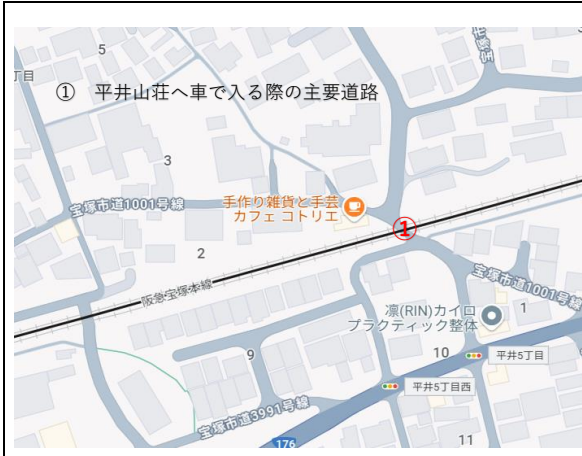 5
丁目
① 平井山荘へ車で入る際の主要道路
3
宝塚市道1001号線
手作り雑貨と手芸
カフェ コトリエ
①
2
阪急宝塚本線
宝塚市道1001号線
1
凛(RIN)カイロ
プラクティック整体
9
10
平井5丁目
平井5丁目西
宝塚市道3991号線
176
11